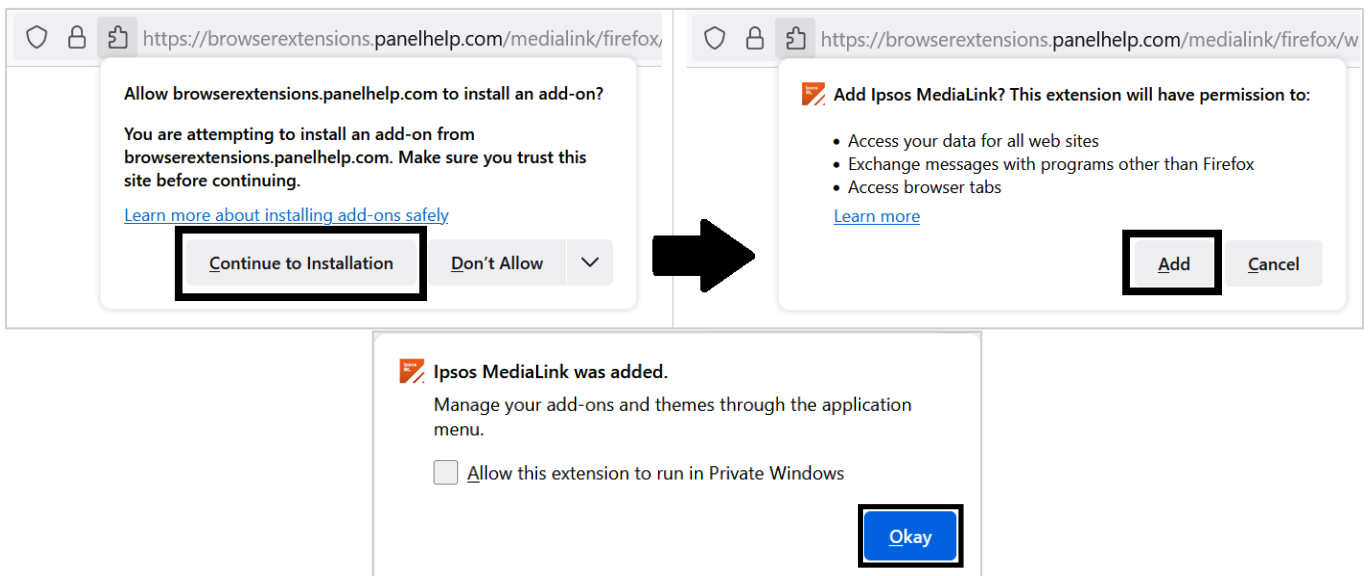 https://browserextensions.panelhelp.com/medialink/firefox/
Allow browserextensions.panelhelp.com to install an add-on?
You are attempting to install an add-on from
browserextensions.panelhelp.com. Make sure you trust this
site before continuing.
Learn more about installing add-ons safely
Continue to Installation
Don't Allow
https://browserextensions.panelhelp.com/medialink/firefox/w
Add Ipsos MediaLink? This extension will have permission to:
• Access your data for all web sites
• Exchange messages with programs other than Firefox
• Access browser tabs
Learn more
Add
Cancel
Ipsos MediaLink was added.
Manage your add-ons and themes through the application
menu.
Allow this extension to run in Private Windows
Okay